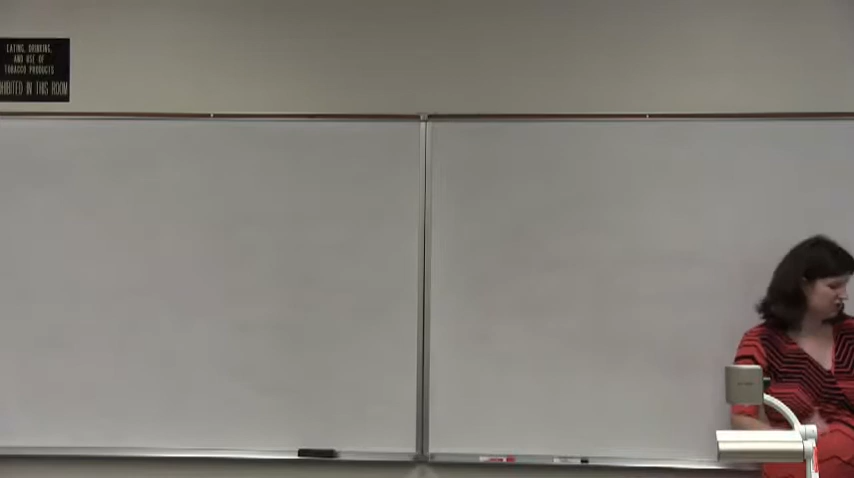 EATING, DRINKING,
AND USE OF
TOBACCO PRODUCTS
HIBITED IN THIS ROOM